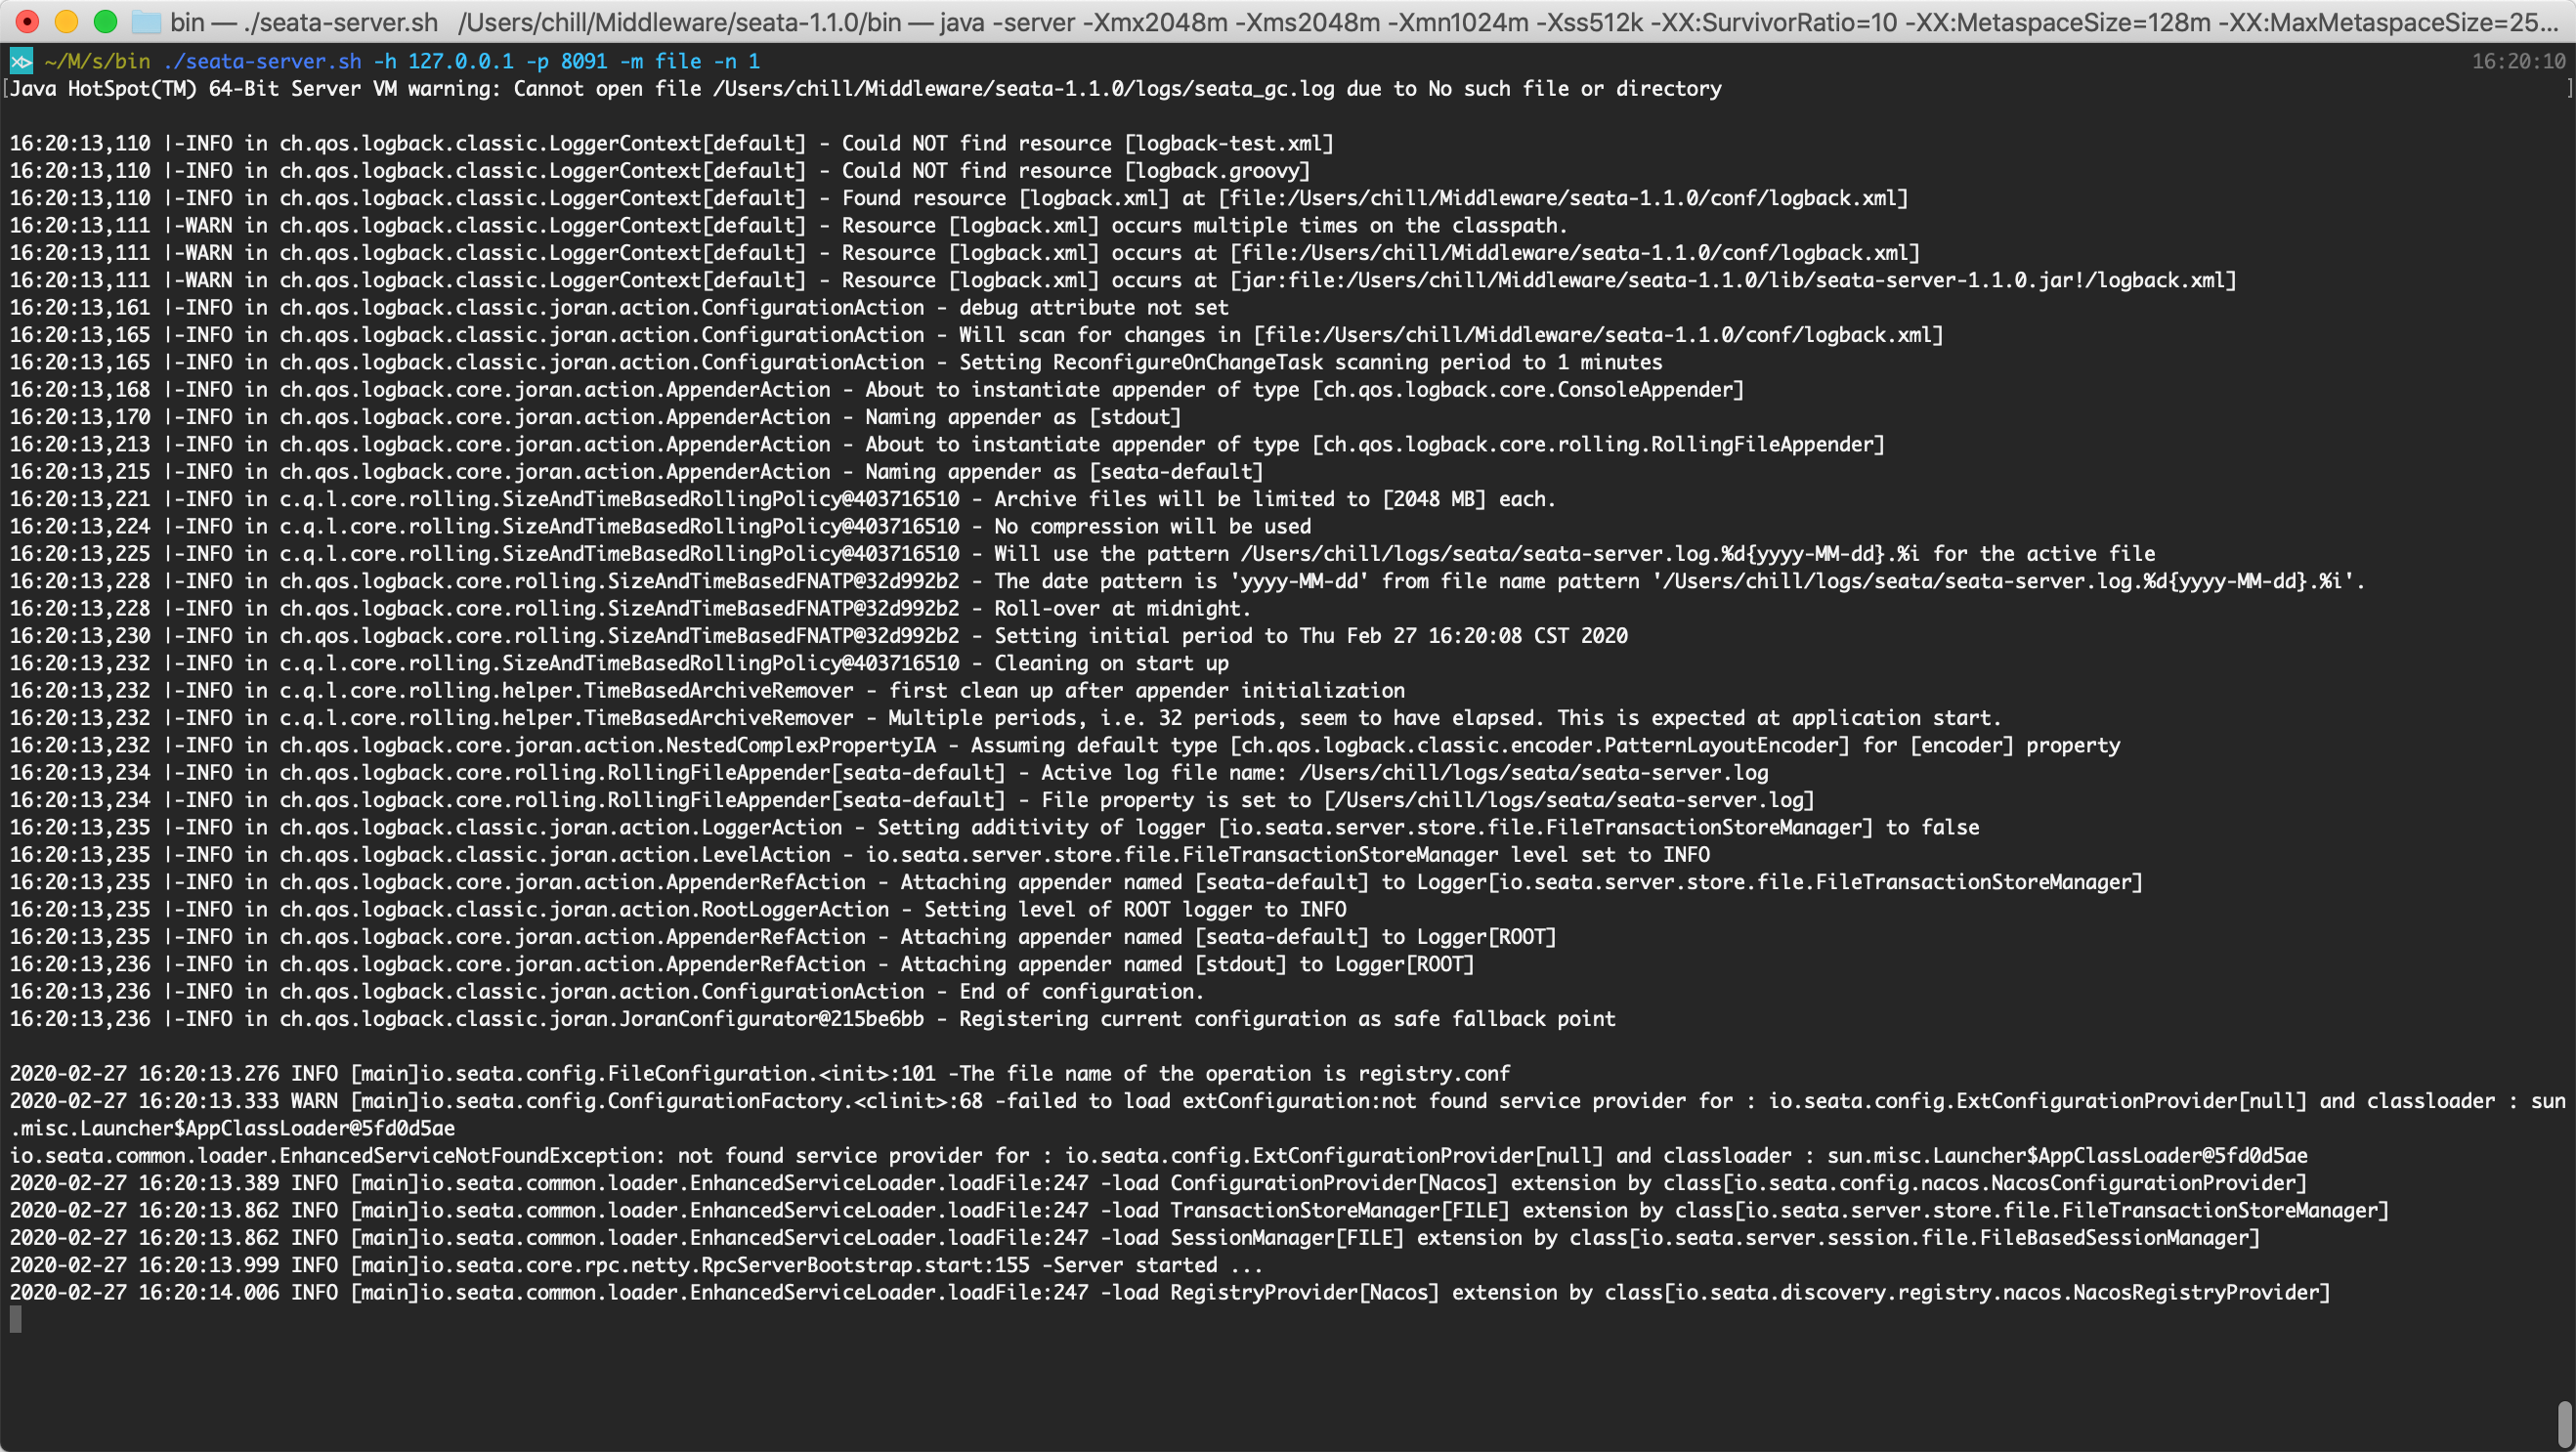 bin — ./seata-server.sh /Users/chill/Middleware/seata-1.1.0/bin — java -server -Xmx2048m -Xms2048m -Xmn1024m -Xss512k -XX:SurvivorRatio=10 -XX:MetaspaceSize=128m -XX:MaxMetaspaceSize=25...
~/M/s/bin ./seata-server.sh -h 127.0.0.1 -p 8091 -m file -n 1 16:20:10
[Java HotSpot(TM) 64-Bit Server VM warning: Cannot open file /Users/chill/Middleware/seata-1.1.0/logs/seata_gc.log due to No such file or directory ]
16:20:13,110 |-INFO in ch.qos.logback.classic.LoggerContext[default] - Could NOT find resource [logback-test.xml]
16:20:13,110 |-INFO in ch.qos.logback.classic.LoggerContext[default] - Could NOT find resource [logback.groovy]
16:20:13,110 |-INFO in ch.qos.logback.classic.LoggerContext[default] - Found resource [logback.xml] at [file:/Users/chill/Middleware/seata-1.1.0/conf/logback.xml]
16:20:13,111 |-WARN in ch.qos.logback.classic.LoggerContext[default] - Resource [logback.xml] occurs multiple times on the classpath.
16:20:13,111 |-WARN in ch.qos.logback.classic.LoggerContext[default] - Resource [logback.xml] occurs at [file:/Users/chill/Middleware/seata-1.1.0/conf/logback.xml]
16:20:13,111 |-WARN in ch.qos.logback.classic.LoggerContext[default] - Resource [logback.xml] occurs at [jar:file:/Users/chill/Middleware/seata-1.1.0/lib/seata-server-1.1.0.jar!/logback.xml]
16:20:13,161 |-INFO in ch.qos.logback.classic.joran.action.ConfigurationAction - debug attribute not set
16:20:13,165 |-INFO in ch.qos.logback.classic.joran.action.ConfigurationAction - Will scan for changes in [file:/Users/chill/Middleware/seata-1.1.0/conf/logback.xml]
16:20:13,165 |-INFO in ch.qos.logback.classic.joran.action.ConfigurationAction - Setting ReconfigureOnChangeTask scanning period to 1 minutes
16:20:13,168 |-INFO in ch.qos.logback.core.joran.action.AppenderAction - About to instantiate appender of type [ch.qos.logback.core.ConsoleAppender]
16:20:13,170 |-INFO in ch.qos.logback.core.joran.action.AppenderAction - Naming appender as [stdout]
16:20:13,213 |-INFO in ch.qos.logback.core.joran.action.AppenderAction - About to instantiate appender of type [ch.qos.logback.core.rolling.RollingFileAppender]
16:20:13,215 |-INFO in ch.qos.logback.core.joran.action.AppenderAction - Naming appender as [seata-default]
16:20:13,221 |-INFO in c.q.l.core.rolling.SizeAndTimeBasedRollingPolicy@403716510 - Archive files will be limited to [2048 MB] each.
16:20:13,224 |-INFO in c.q.l.core.rolling.SizeAndTimeBasedRollingPolicy@403716510 - No compression will be used
16:20:13,225 |-INFO in c.q.l.core.rolling.SizeAndTimeBasedRollingPolicy@403716510 - Will use the pattern /Users/chill/logs/seata/seata-server.log.%d{yyyy-MM-dd}.%i for the active file
16:20:13,228 |-INFO in ch.qos.logback.core.rolling.SizeAndTimeBasedFNATP@32d992b2 - The date pattern is 'yyyy-MM-dd' from file name pattern '/Users/chill/logs/seata/seata-server.log.%d{yyyy-MM-dd}.%i'.
16:20:13,228 |-INFO in ch.qos.logback.core.rolling.SizeAndTimeBasedFNATP@32d992b2 - Roll-over at midnight.
16:20:13,230 |-INFO in ch.qos.logback.core.rolling.SizeAndTimeBasedFNATP@32d992b2 - Setting initial period to Thu Feb 27 16:20:08 CST 2020
16:20:13,232 |-INFO in c.q.l.core.rolling.SizeAndTimeBasedRollingPolicy@403716510 - Cleaning on start up
16:20:13,232 |-INFO in c.q.l.core.rolling.helper.TimeBasedArchiveRemover - first clean up after appender initialization
16:20:13,232 |-INFO in c.q.l.core.rolling.helper.TimeBasedArchiveRemover - Multiple periods, i.e. 32 periods, seem to have elapsed. This is expected at application start.
16:20:13,232 |-INFO in ch.qos.logback.core.joran.action.NestedComplexPropertyIA - Assuming default type [ch.qos.logback.classic.encoder.PatternLayoutEncoder] for [encoder] property
16:20:13,234 |-INFO in ch.qos.logback.core.rolling.RollingFileAppender[seata-default] - Active log file name: /Users/chill/logs/seata/seata-server.log
16:20:13,234 |-INFO in ch.qos.logback.core.rolling.RollingFileAppender[seata-default] - File property is set to [/Users/chill/logs/seata/seata-server.log]
16:20:13,235 |-INFO in ch.qos.logback.classic.joran.action.LoggerAction - Setting additivity of logger [io.seata.server.store.file.FileTransactionStoreManager] to false
16:20:13,235 |-INFO in ch.qos.logback.classic.joran.action.LevelAction - io.seata.server.store.file.FileTransactionStoreManager level set to INFO
16:20:13,235 |-INFO in ch.qos.logback.core.joran.action.AppenderRefAction - Attaching appender named [seata-default] to Logger[io.seata.server.store.file.FileTransactionStoreManager]
16:20:13,235 |-INFO in ch.qos.logback.classic.joran.action.RootLoggerAction - Setting level of ROOT logger to INFO
16:20:13,235 |-INFO in ch.qos.logback.core.joran.action.AppenderRefAction - Attaching appender named [seata-default] to Logger[ROOT]
16:20:13,236 |-INFO in ch.qos.logback.core.joran.action.AppenderRefAction - Attaching appender named [stdout] to Logger[ROOT]
16:20:13,236 |-INFO in ch.qos.logback.classic.joran.action.ConfigurationAction - End of configuration.
16:20:13,236 |-INFO in ch.qos.logback.classic.joran.JoranConfigurator@215be6bb - Registering current configuration as safe fallback point
2020-02-27 16:20:13.276 INFO [main]io.seata.config.FileConfiguration.<init>:101 -The file name of the operation is registry.conf
2020-02-27 16:20:13.333 WARN [main]io.seata.config.ConfigurationFactory.<clinit>:68 -failed to load extConfiguration:not found service provider for : io.seata.config.ExtConfigurationProvider[null] and classloader : sun
.misc.Launcher$AppClassLoader@5fd0d5ae
io.seata.common.loader.EnhancedServiceNotFoundException: not found service provider for : io.seata.config.ExtConfigurationProvider[null] and classloader : sun.misc.Launcher$AppClassLoader@5fd0d5ae
2020-02-27 16:20:13.389 INFO [main]io.seata.common.loader.EnhancedServiceLoader.loadFile:247 -load ConfigurationProvider[Nacos] extension by class[io.seata.config.nacos.NacosConfigurationProvider]
2020-02-27 16:20:13.862 INFO [main]io.seata.common.loader.EnhancedServiceLoader.loadFile:247 -load TransactionStoreManager[FILE] extension by class[io.seata.server.store.file.FileTransactionStoreManager]
2020-02-27 16:20:13.862 INFO [main]io.seata.common.loader.EnhancedServiceLoader.loadFile:247 -load SessionManager[FILE] extension by class[io.seata.server.session.file.FileBasedSessionManager]
2020-02-27 16:20:13.999 INFO [main]io.seata.core.rpc.netty.RpcServerBootstrap.start:155 -Server started ...
2020-02-27 16:20:14.006 INFO [main]io.seata.common.loader.EnhancedServiceLoader.loadFile:247 -load RegistryProvider[Nacos] extension by class[io.seata.discovery.registry.nacos.NacosRegistryProvider]